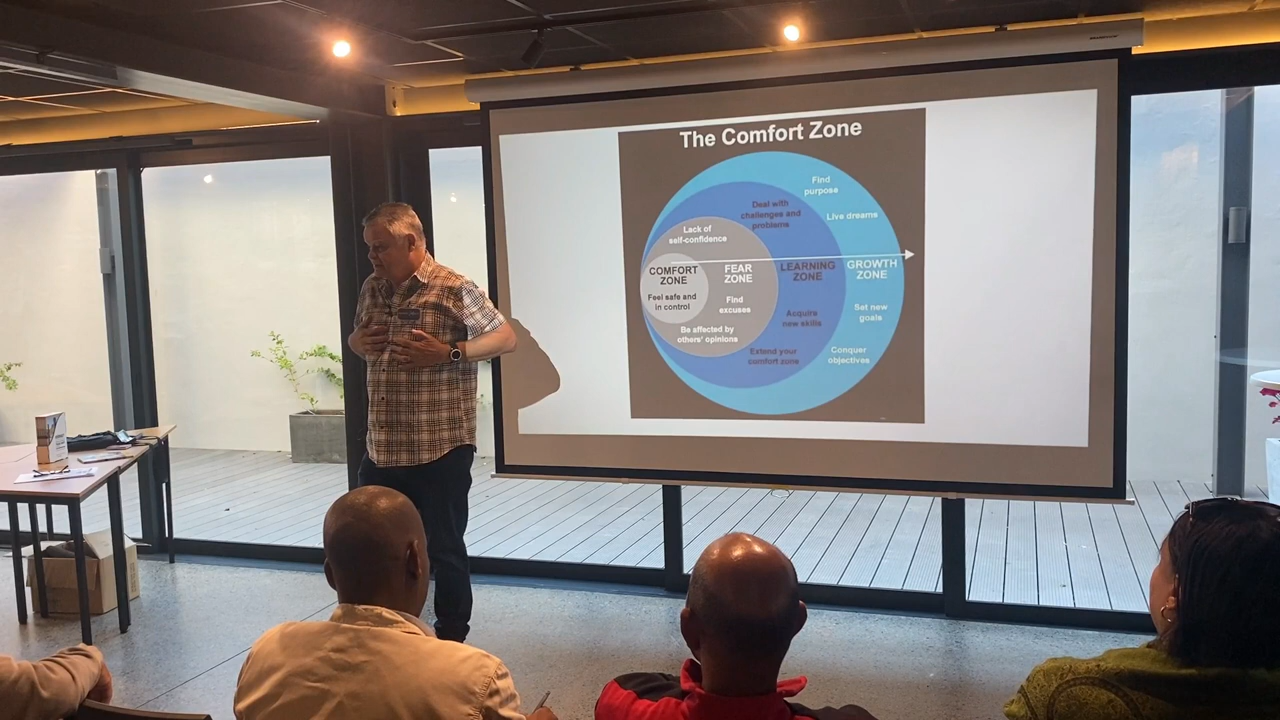 The Comfort Zone
Find
purpose
Deal with
challenges and
problems
Live dreams
Lack of
self-confidence
COMFORT
ZONE
FEAR
ZONE
LEARNING
ZONE
GROWTH
ZONE
Feel safe and
in control
Find
excuses
Acquire
new skills
Set new
goals
Be affected by
others' opinions
Extend your
comfort zone
Conquer
objectives